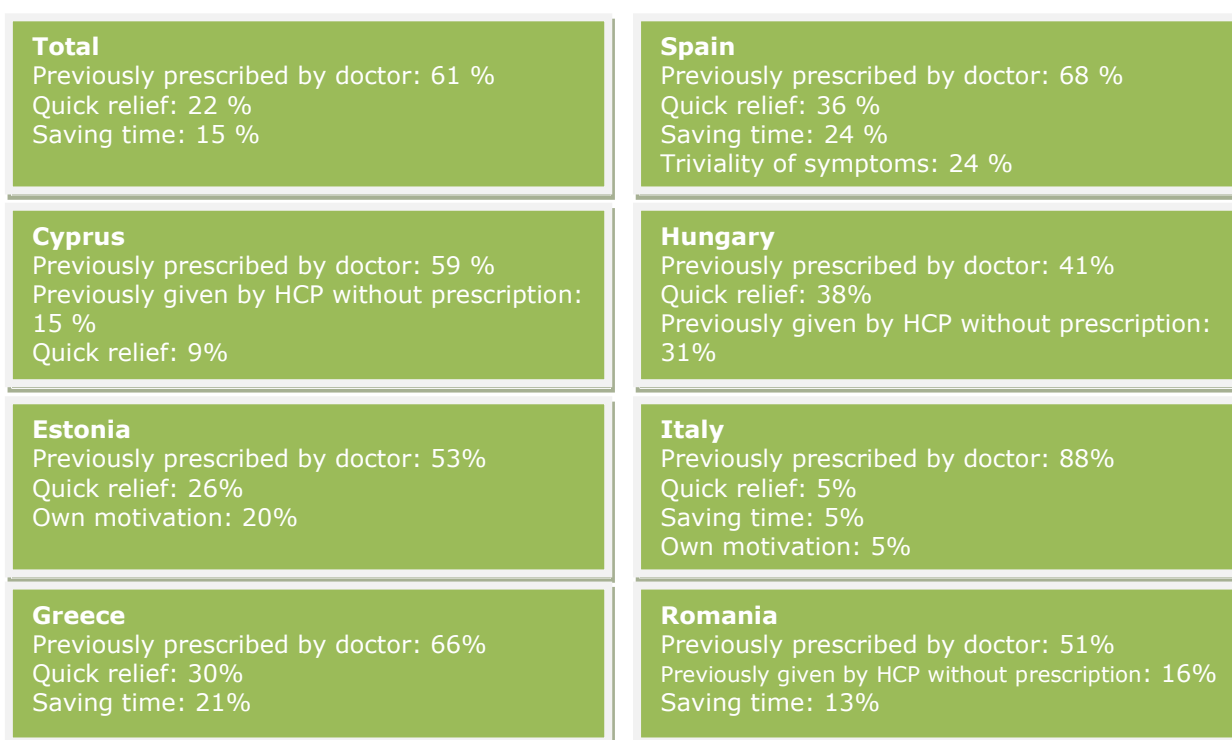 Total
Previously prescribed by doctor: 61 %
Quick relief: 22 %
Saving time: 15 %
Spain
Previously prescribed by doctor: 68 %
Quick relief: 36 %
Saving time: 24 %
Triviality of symptoms: 24 %
Cyprus
Previously prescribed by doctor: 59 %
Previously given by HCP without prescription:
15 %
Quick relief: 9%
Hungary
Previously prescribed by doctor: 41%
Quick relief: 38%
Previously given by HCP without prescription:
31%
Estonia
Previously prescribed by doctor: 53%
Quick relief: 26%
Own motivation: 20%
Italy
Previously prescribed by doctor: 88%
Quick relief: 5%
Saving time: 5%
Own motivation: 5%
Greece
Previously prescribed by doctor: 66%
Quick relief: 30%
Saving time: 21%
Romania
Previously prescribed by doctor: 51%
Previously given by HCP without prescription: 16%
Saving time: 13%